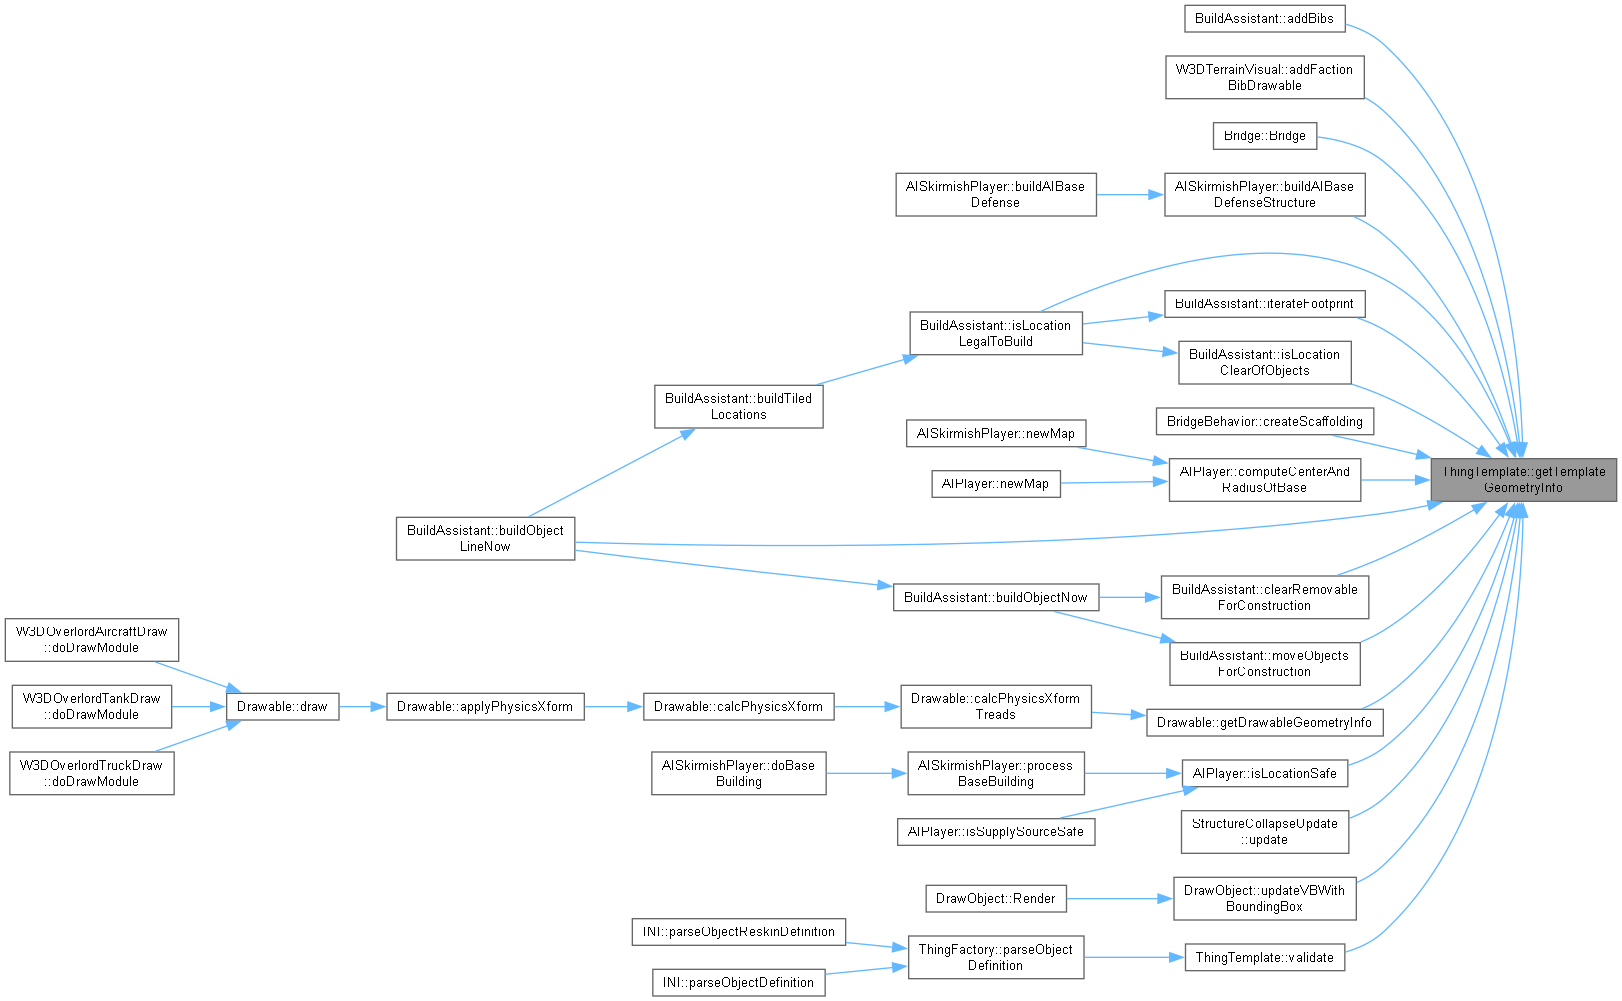 BuildAssistant::addBibs
W3DTerrainVisual::addFaction
BibDrawable
Bridge::Bridge
AISkirmishPlayer::buildAIBase
Defense
AISkirmishPlayer::buildAIBase
DefenseStructure
BuildAssistant::iterateFootprint
BuildAssistant::isLocation
LegalToBuild
BuildAssistant::isLocation
ClearOfObjects
BuildAssistant::buildTiled
Locations
BridgeBehavior::createScaffolding
AISkirmishPlayer::newMap
AIPlayer::computeCenterAnd
RadiusOfBase
ThingTemplate::getTemplate
GeometryInfo
AIPlayer::newMap
BuildAssistant::buildObject
LineNow
BuildAssistant::buildObjectNow
BuildAssistant::clearRemovable
ForConstruction
W3DOverlordAircraftDraw
::doDrawModule
BuildAssistant::moveObjects
ForConstruction
W3DOverlordTankDraw
::doDrawModule
Drawable::draw
Drawable::applyPhysicsXform
Drawable::calcPhysicsXform
Drawable::calcPhysicsXform
Treads
Drawable::getDrawableGeometryInfo
W3DOverlordTruckDraw
::doDrawModule
AISkirmishPlayer::doBase
Building
AISkirmishPlayer::process
BaseBuilding
AIPlayer::isLocationSafe
AIPlayer::isSupplySourceSafe
StructureCollapseUpdate
::update
DrawObject::Render
DrawObject::updateVBWith
BoundingBox
INI::parseObjectReskinDefinition
ThingFactory::parseObject
Definition
ThingTemplate::validate
INI::parseObjectDefinition